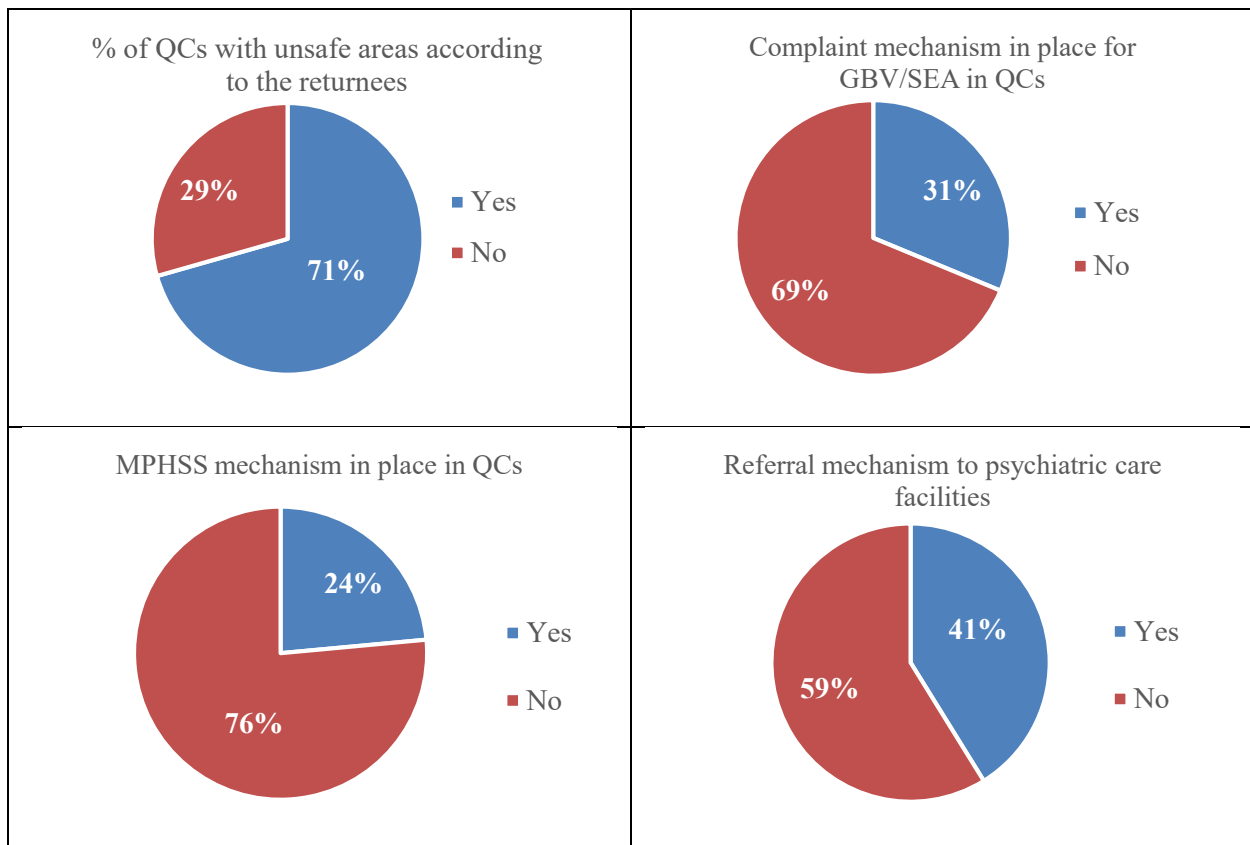 % of QCs with unsafe areas according
to the returnees
29%
71%
Yes
No
Complaint mechanism in place for
GBV/SEA in QCs
31%
69%
Yes
No
MPHSS mechanism in place in QCs
24%
76%
Yes
No
Referral mechanism to psychiatric care
facilities
41%
59%
Yes
No